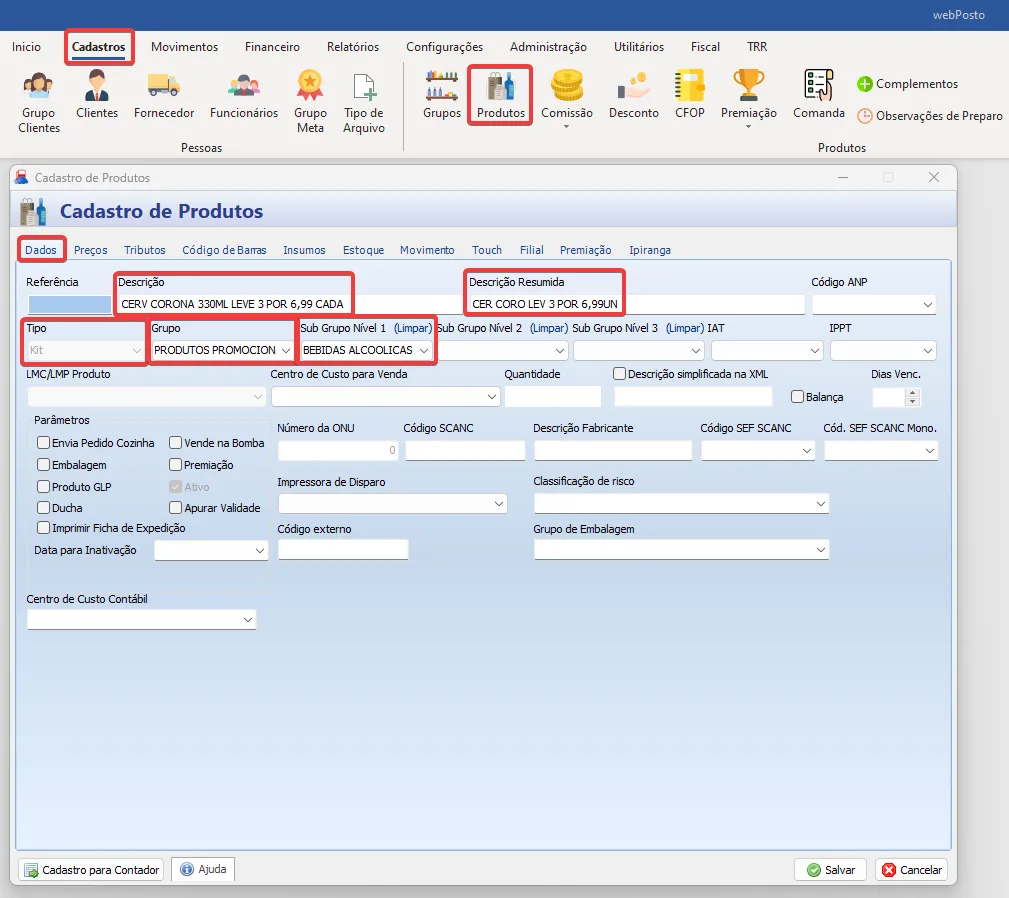 webPosto
Inicio Cadastros Movimentos Financeiro Relatórios Configurações Administração Utilitários Fiscal TRR
Grupo Clientes Clientes Fornecedor Funcionários Grupo Meta Tipo de Arquivo Grupos Produtos Comissão Desconto CFOP Premiação Comanda Complementos
Observações de Preparo
Pessoas Produtos
Cadastro de Produtos
Cadastro de Produtos
Dados Preços Tributos Código de Barras Insumos Estoque Movimento Touch Filial Premiação Ipiranga
Referência Descrição Descrição Resumida Código ANP
CERV CORONA 330ML LEVE 3 POR 6,99 CADA CER CORO LEV 3 POR 6,99UN
Tipo Grupo Sub Grupo Nível 1 (Limpar) Sub Grupo Nível 2 (Limpar) Sub Grupo Nível 3 (Limpar) IAT IPPT
Kit PRODUTOS PROMOCION BEBIDAS ALCOOLICAS
LMC/LMP Produto Centro de Custo para Venda Quantidade Descrição simplificada na XML Dias Venc.
Balança
Parâmetros
Número da ONU Código SCANC Descrição Fabricante Código SEF SCANC Cód. SEF SCANC Mono.
Envia Pedido Cozinha Vende na Bomba
0
Embalagem Premiação
Impressora de Disparo Classificação de risco
Produto GLP Ativo
Ducha Apurar Validade
Imprimir Ficha de Expedição Código externo Grupo de Embalagem
Data para Inativação
Centro de Custo Contábil
Cadastro para Contador Ajuda Salvar Cancelar